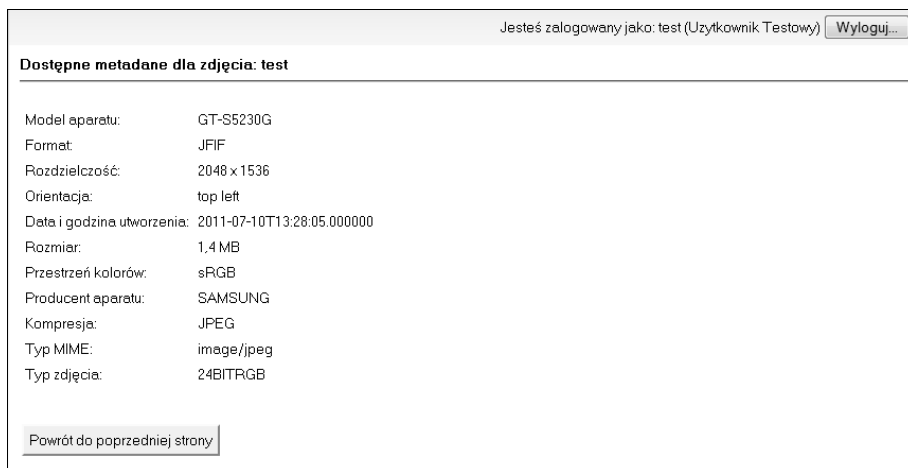 Jesteś zalogowany jako: test (Uzytkownik Testowy) Wyloguj...
Dostępne metadane dla zdjęcia: test
Model aparatu: GT-S5230G
Format: JFIF
Rozdzielczość: 2048 x 1536
Orientacja: top left
Data i godzina utworzenia: 2011-07-10T13:28:05.000000
Rozmiar: 1,4 MB
Przestrzeń kolorów: sRGB
Producent aparatu: SAMSUNG
Kompresja: JPEG
Typ MIME: image/jpeg
Typ zdjęcia: 24BITRGB
Powrót do poprzedniej strony